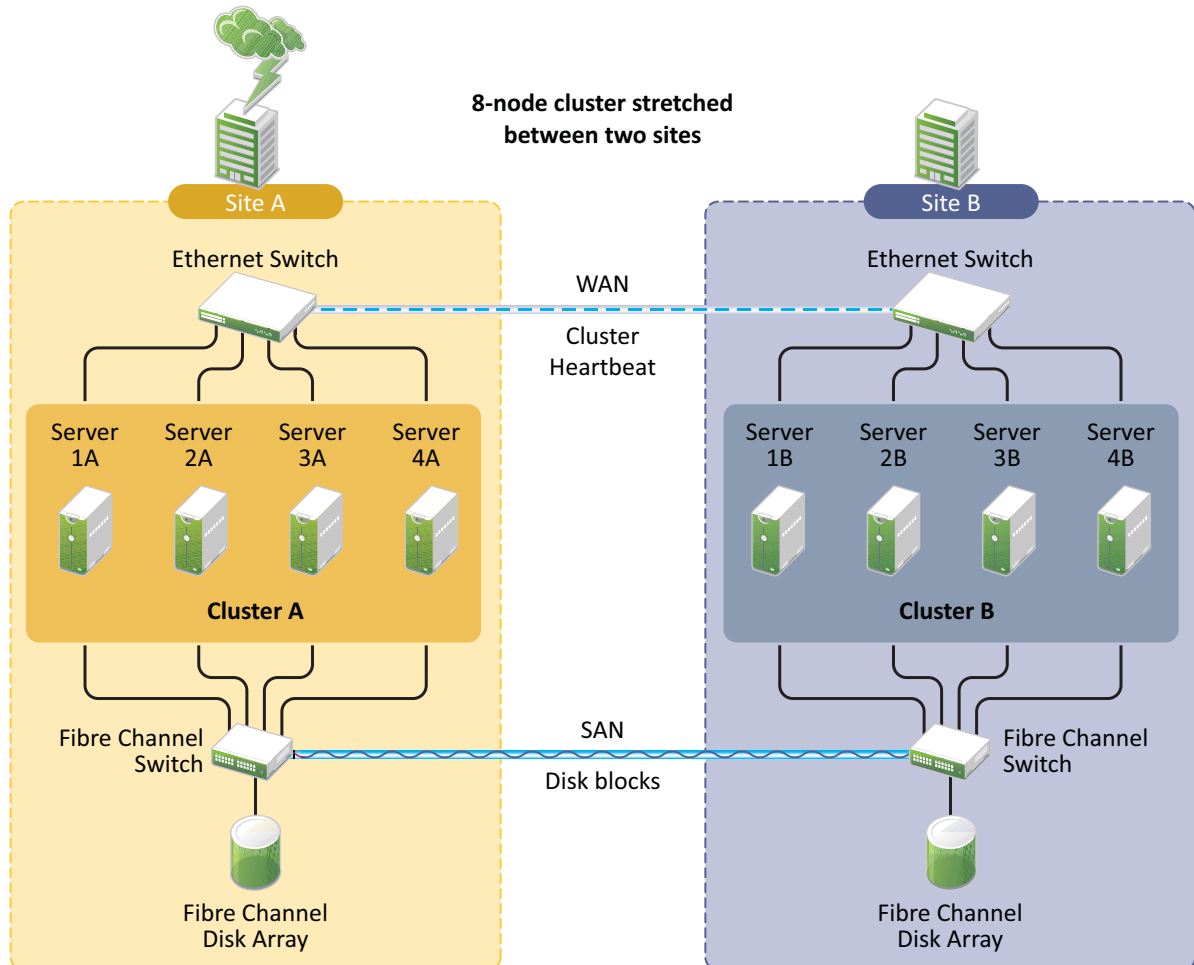 8-node cluster stretched
between two sites
Site A
Site B
Ethernet Switch
Ethernet Switch
WAN
Cluster
Heartbeat
Server
1A
Server
2A
Server
3A
Server
4A
Cluster A
Server
1B
Server
2B
Server
3B
Server
4B
Cluster B
Fibre Channel
Switch
SAN
Disk blocks
Fibre Channel
Switch
Fibre Channel
Disk Array
Fibre Channel
Disk Array